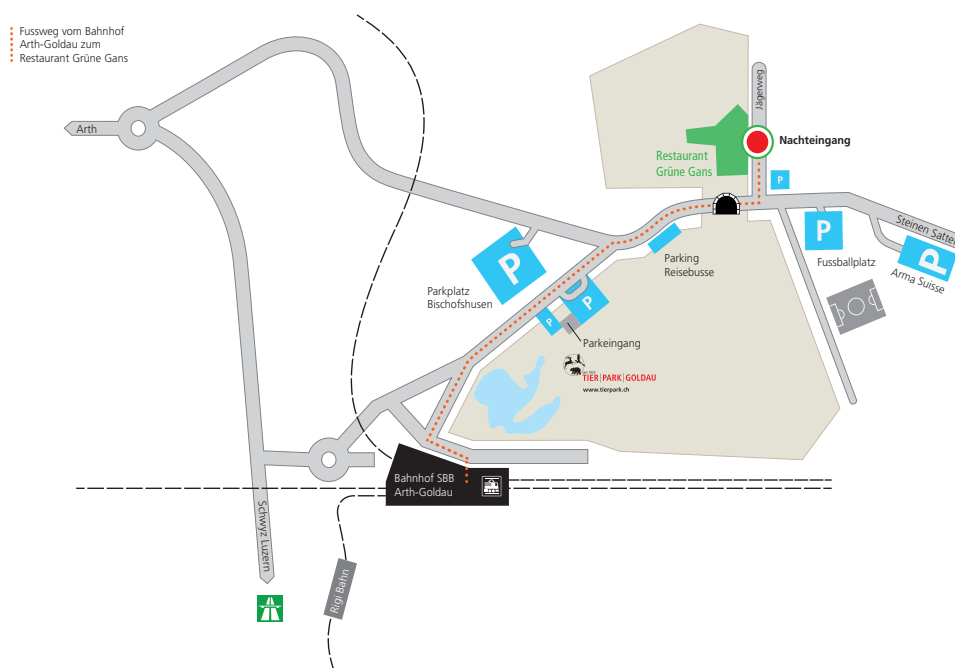 Fussweg vom Bahnhof
Arth-Goldau zum
Restaurant Grüne Gans
Arth
Jägerweg
Nachteingang
Restaurant
Grüne Gans
P
P
Steinen Sattel
P
Fussballplatz
Arma Suisse
P
Parkplatz
Bischofshusen
Parking
Reisebusse
P
P
Parkeingang
TIER|PARK|GOLDAU
www.tierpark.ch
Bahnhof SBB
Arth-Goldau
Schwyz Luzern
Rigi Bahn